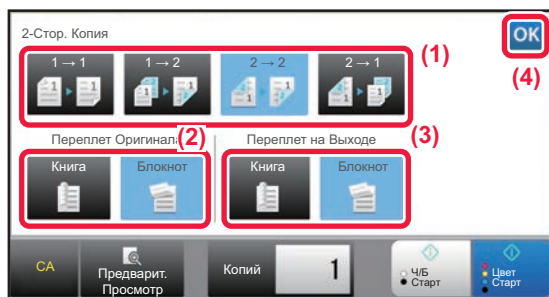 2-Стор. Копия
OK
(1)
(4)
1 → 1
1 → 2
2 → 2
2 → 1
Переплет Оригинала
(2)
Переплет на Выходе
(3)
Книга
Блокнот
Книга
Блокнот
CA
Предварит.
Просмотр
Копий
1
Ч/Б
Старт
Цвет
Старт